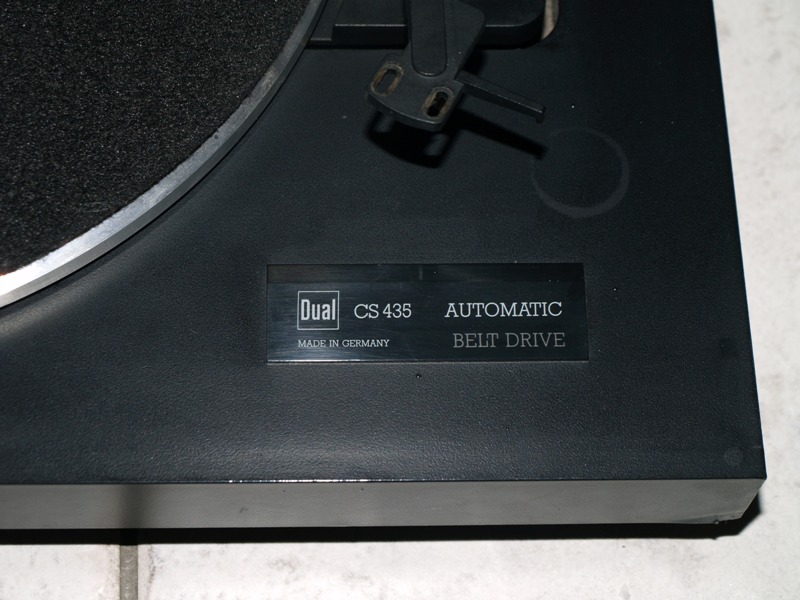 Dual CS 435 AUTOMATIC
MADE IN GERMANY BELT DRIVE